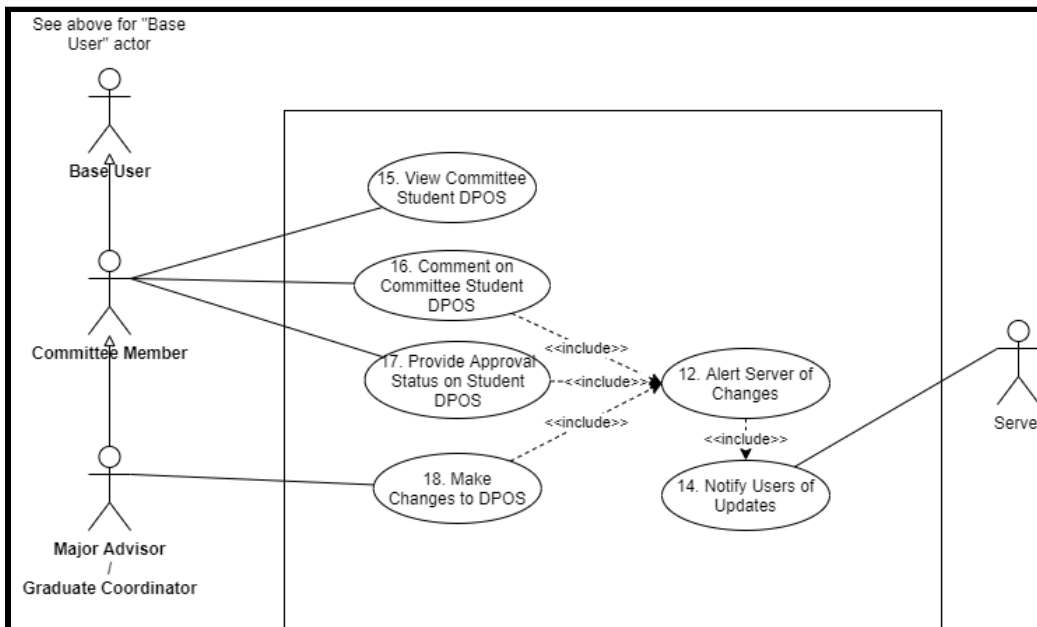 See above for "Base
User" actor
Base User
15. View Committee
Student DPOS
16. Comment on
Committee Student
DPOS
Committee Member
<<include>>
17. Provide Approval
Status on Student
DPOS
<<include>>
12. Alert Server of
Changes
Serve
<<include>>
<<include>>
18. Make
Changes to DPOS
14. Notify Users of
Updates
Major Advisor
/
Graduate Coordinator